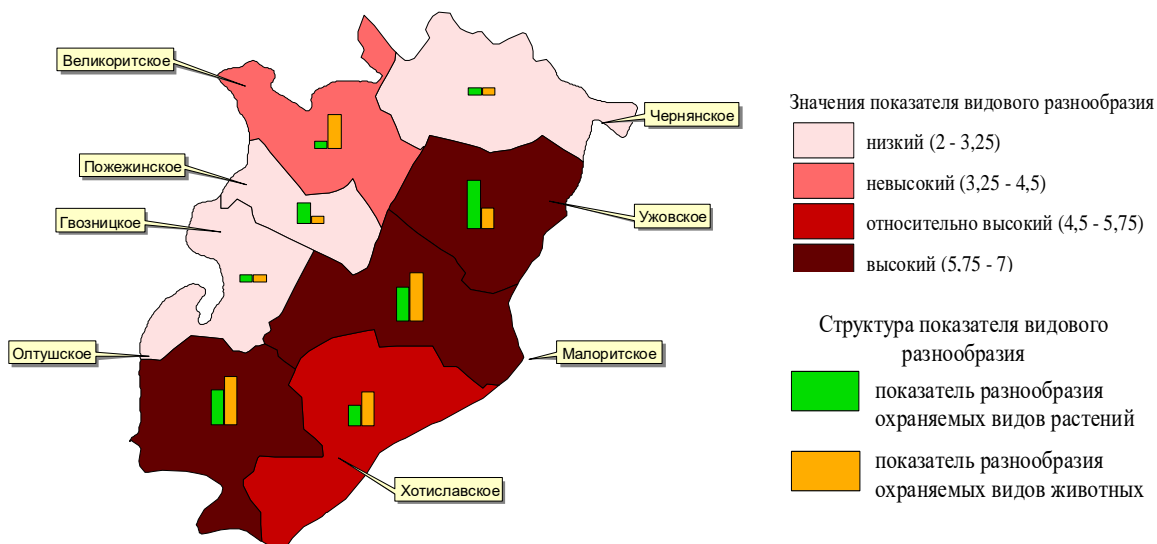 Великоритское
Чернянское
Пожежинское
Гвозницкое
Ужовское
Олтушское
Малоритское
Хотиславское
Значения показателя видового разнообразия
низкий (2 - 3,25)
невысокий (3,25 - 4,5)
относительно высокий (4,5 - 5,75)
высокий (5,75 - 7)
Структура показателя видового
разнообразия
показатель разнообразия
охраняемых видов растений
показатель разнообразия
охраняемых видов животных